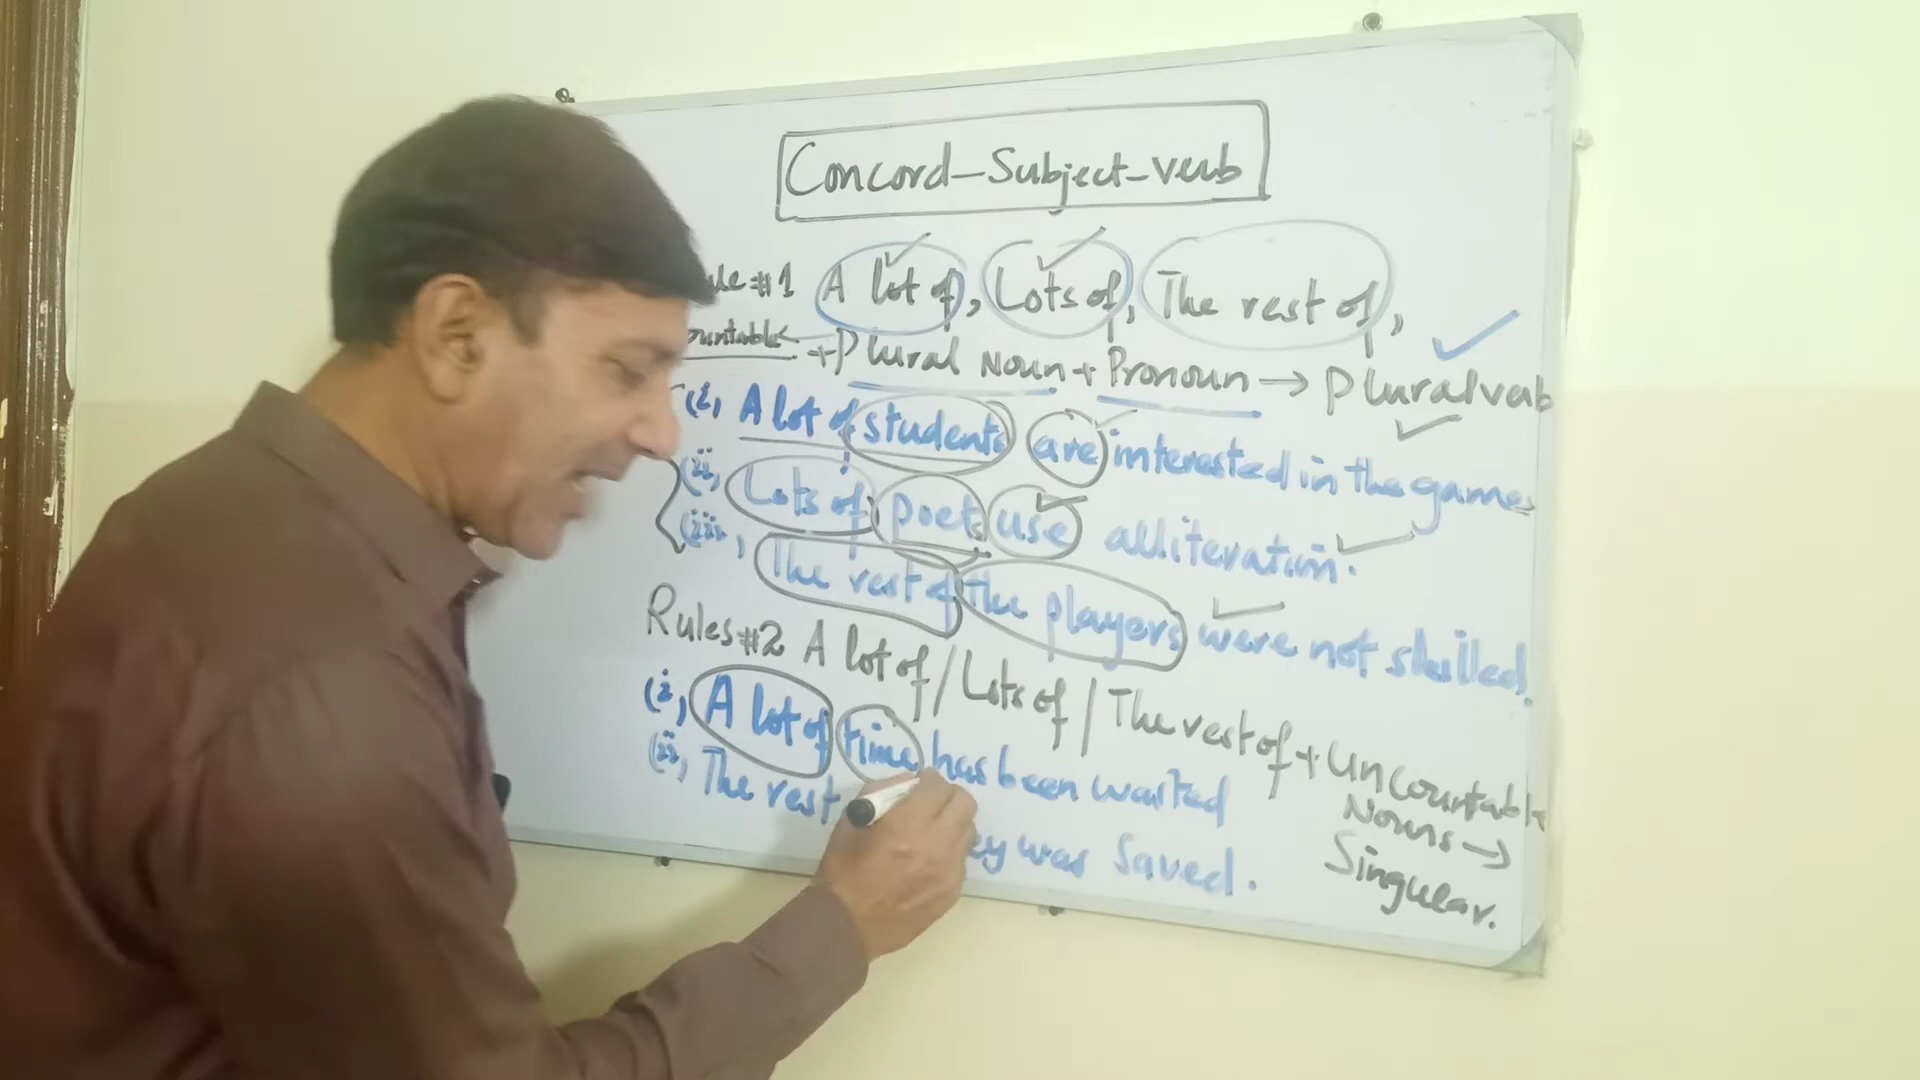 Concord-Subject-verb
Rule#1 A lot of, Lots of, The rest of,
Countable +Plural Noun+Pronoun→Plural verb
(i, A lot of students are interested in the games
(ii, Lots of poets use alliteration.
(iii, The rest of the players were not skilled.
Rules#2 A lot of/Lots of/The rest of+Uncountable
Nouns→
Singular.
(i, A lot of time has been wasted
(ii, The rest was Saved.